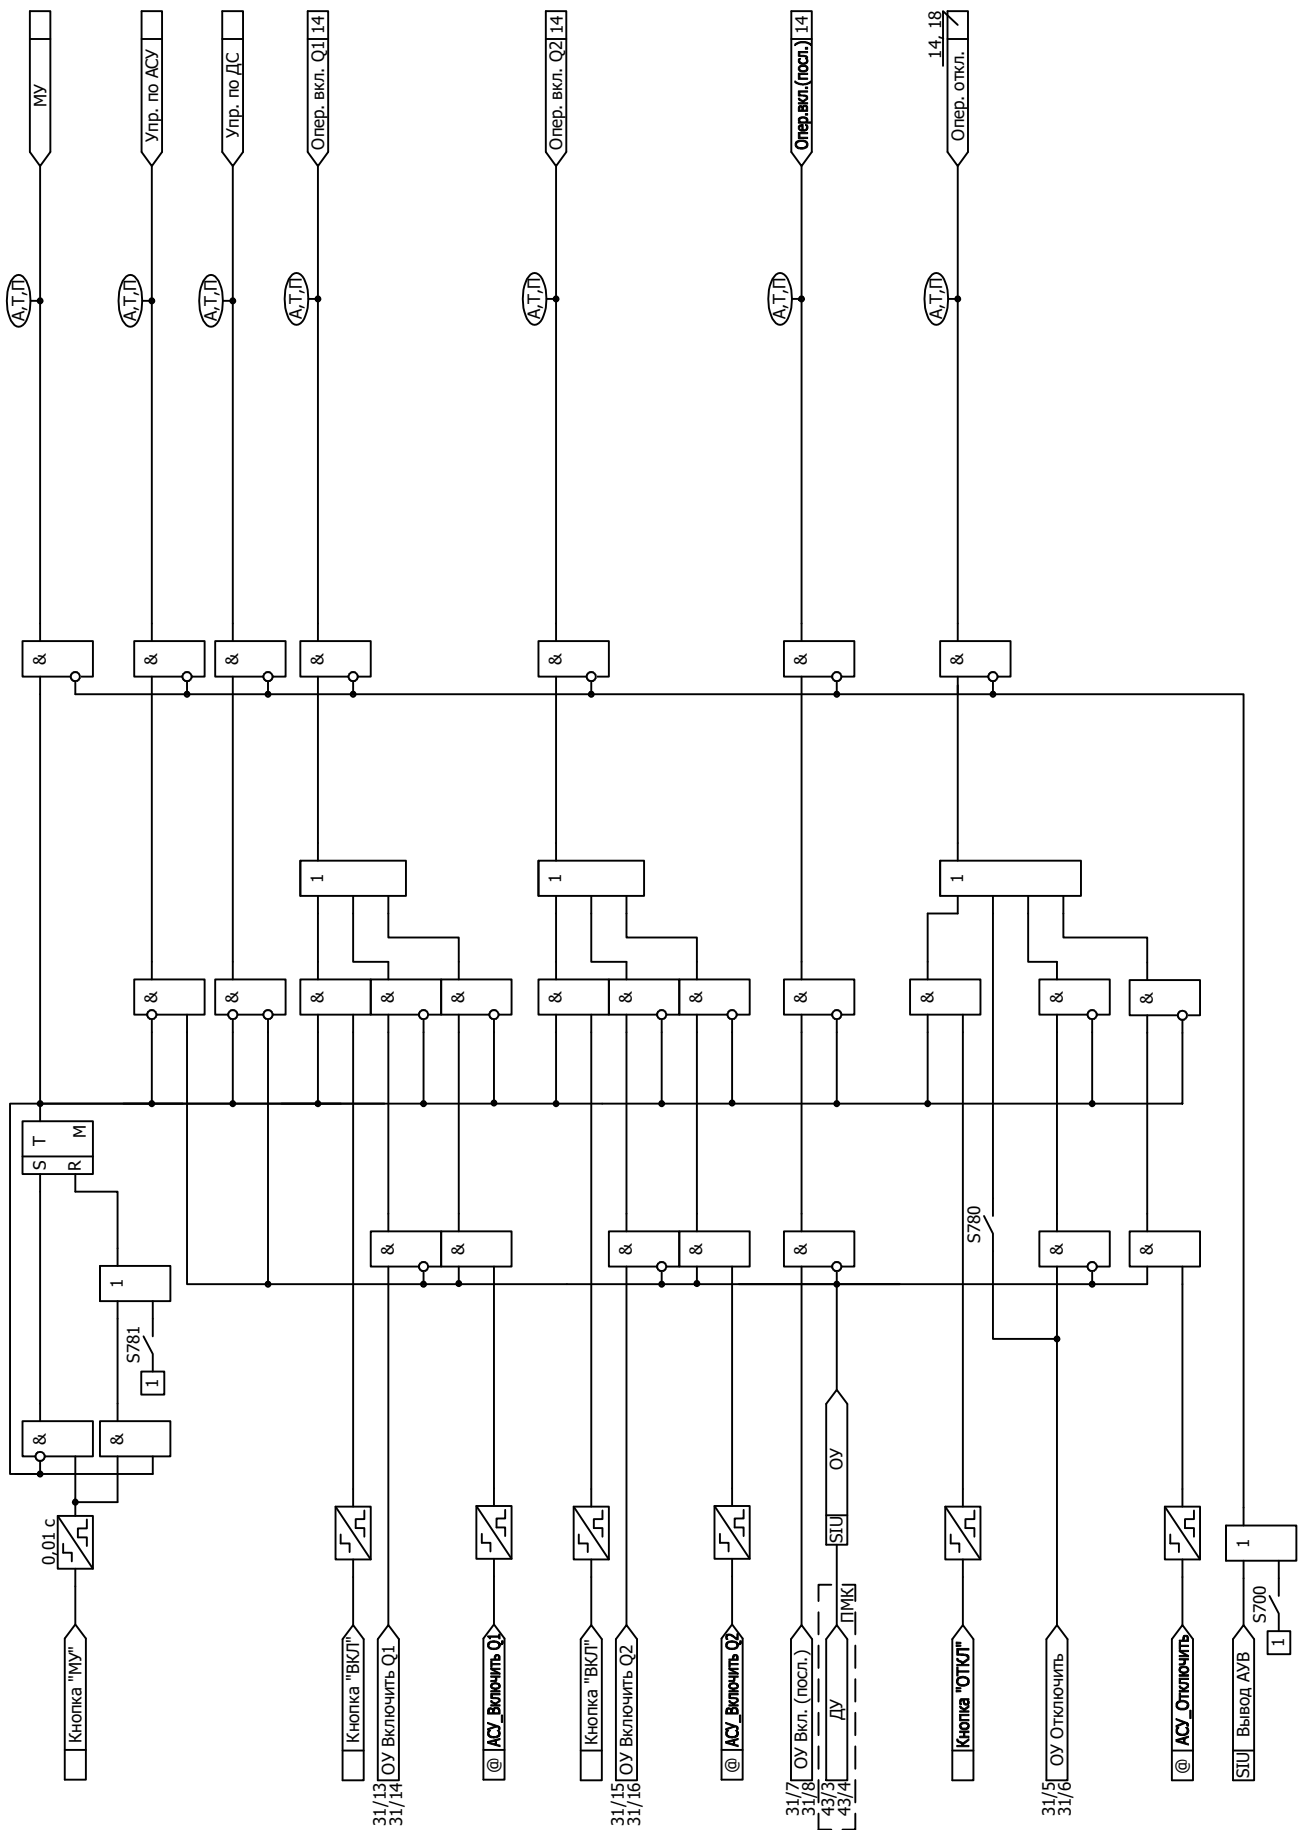 МУ
Упр. по АСУ
Упр. по ДС
Опер. вкл. Q1 14
Опер. вкл. Q2 14
Опер.вкл.(посл.) 14
Опер. откл.
14, 18
А,Т,П
А,Т,П
А,Т,П
А,Т,П
А,Т,П
А,Т,П
А,Т,П
&
&
&
&
&
&
&
1
1
1
&
&
&
&
&
&
&
&
&
&
&
&
S T
R M
&
&
&
&
&
&
&
1
S781
1
S780
&
&
0,01 с
Кнопка "МУ"
Кнопка "ВКЛ"
31/13
31/14
ОУ Включить Q1
@ АСУ_Включить Q1
Кнопка "ВКЛ"
31/15
31/16
ОУ Включить Q2
@ АСУ_Включить Q2
31/7
31/8
ОУ Вкл. (посл.)
43/3
43/4
ДУ
ПМК
SIU ОУ
Кнопка "ОТКЛ"
31/5
31/6
ОУ Отключить
@ АСУ_Отключить
SIU Вывод АУВ
1
S700
1